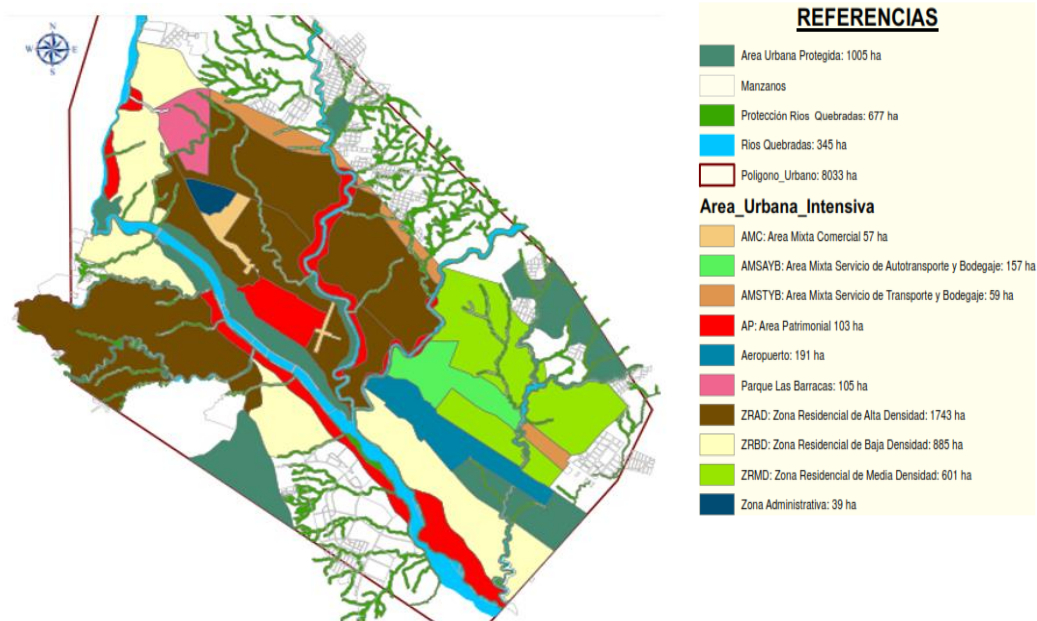 N
W E
S
REFERENCIAS
Area Urbana Protegida: 1005 ha
Manzanos
Protección Rios Quebradas: 677 ha
Rios Quebradas: 345 ha
Poligono_Urbano: 8033 ha
Area_Urbana_Intensiva
AMC: Area Mixta Comercial 57 ha
AMSAYB: Area Mixta Servicio de Autotransporte y Bodegaje: 157 ha
AMSTYB: Area Mixta Servicio de Transporte y Bodegaje: 59 ha
AP: Area Patrimonial 103 ha
Aeropuerto: 191 ha
Parque Las Barracas: 105 ha
ZRAD: Zona Residencial de Alta Densidad: 1743 ha
ZRBD: Zona Residencial de Baja Densidad: 885 ha
ZRMD: Zona Residencial de Media Densidad: 601 ha
Zona Administrativa: 39 ha